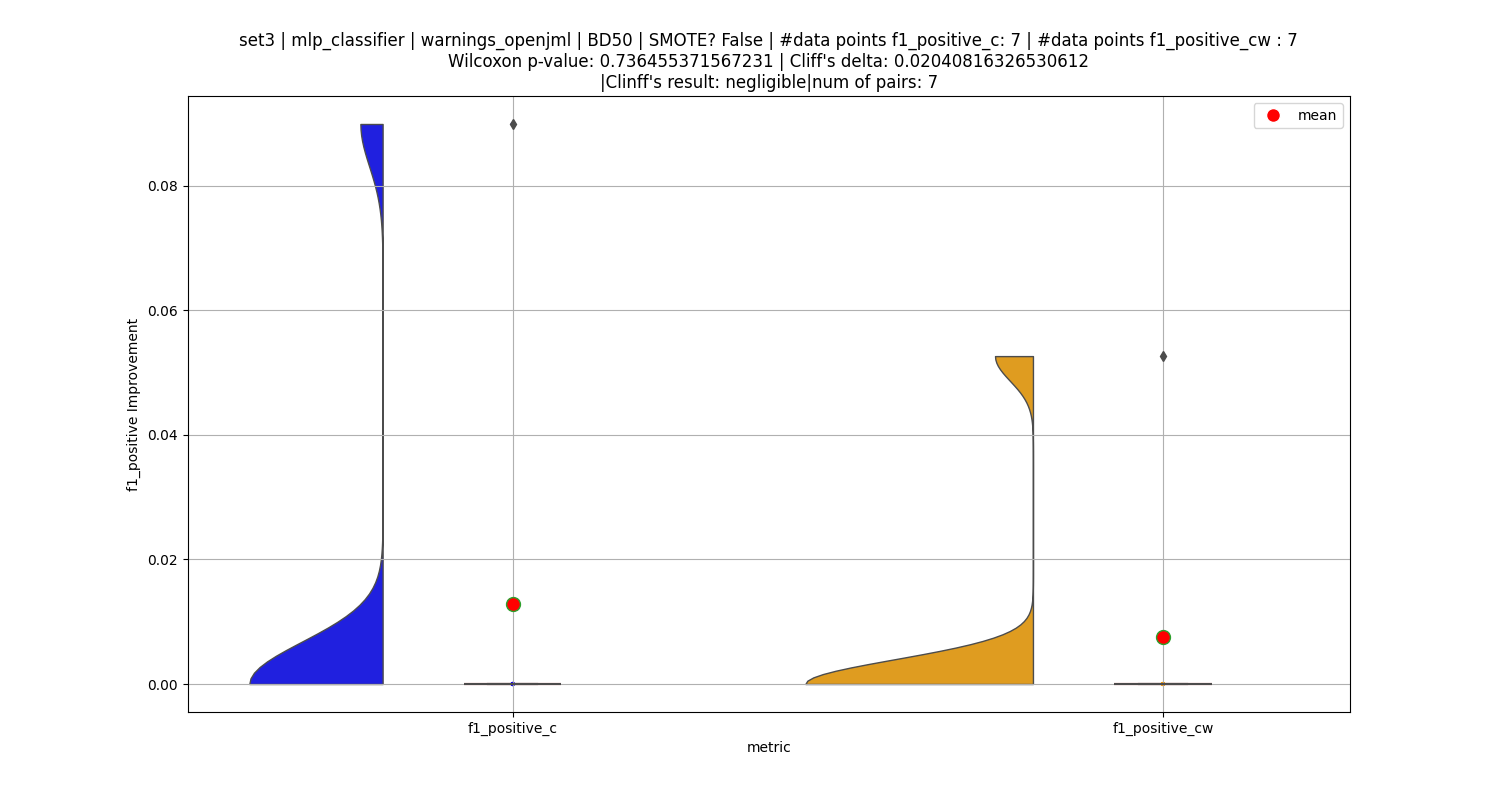 set3 | mlp_classifier | warnings_openjml | BD50 | SMOTE? False | #data points f1_positive_c: 7 | #data points f1_positive_cw : 7
Wilcoxon p-value: 0.736455371567231 | Cliff's delta: 0.02040816326530612
|Clinff's result: negligible|num of pairs: 7
mean
0.08
0.06
0.04
0.02
0.00
f1_positive Improvement
f1_positive_c
f1_positive_cw
metric